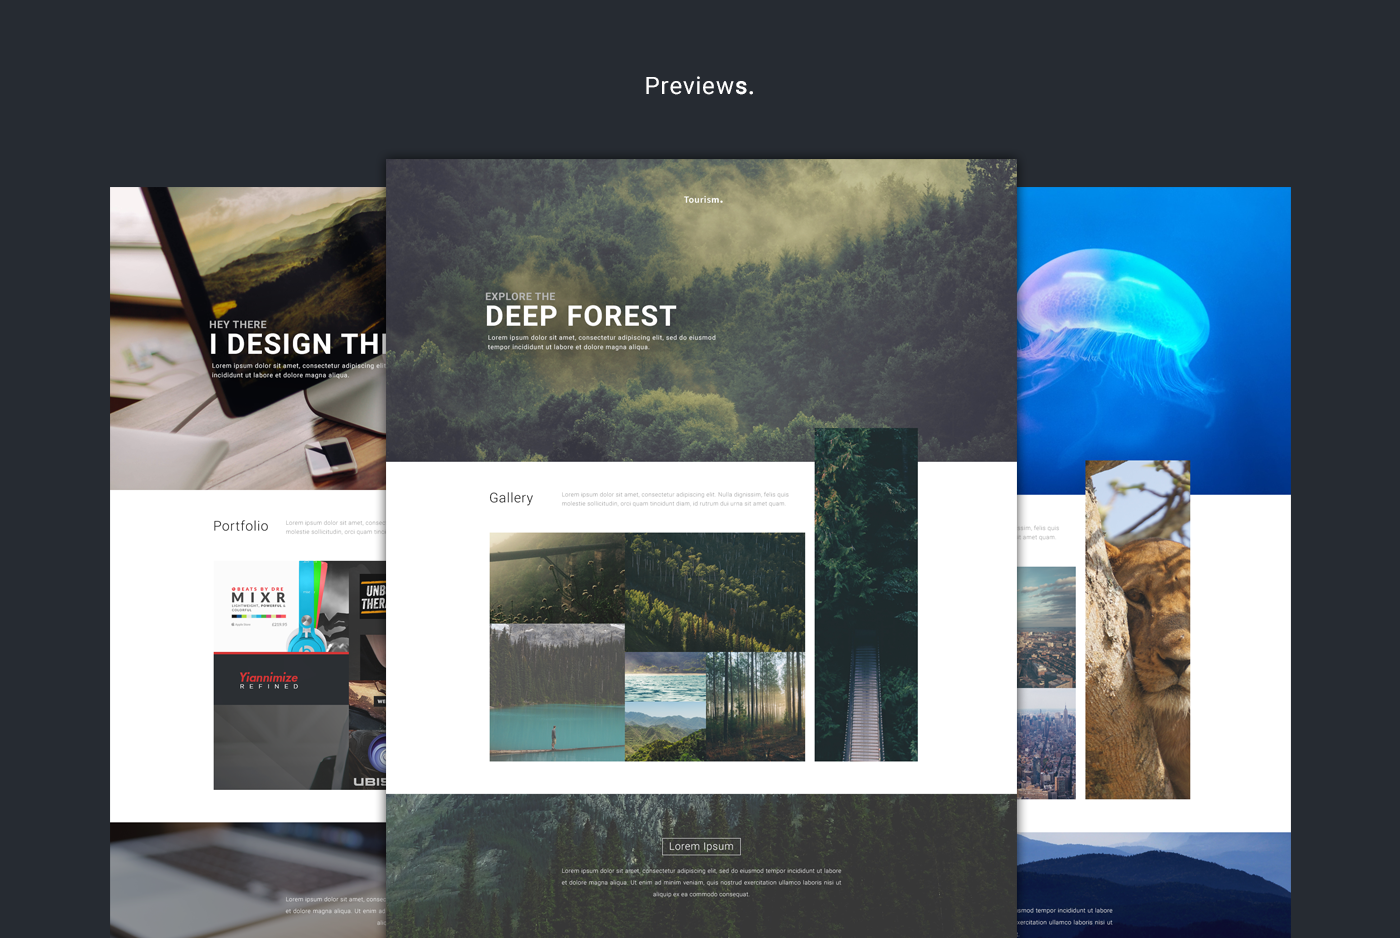 Previews.
Tourism.
EXPLORE THE
DEEP FOREST
Lorem ipsum dolor sit amet, consectetur adipiscing elit, sed do eiusmod
tempor incididunt ut labore et dolore magna aliqua.
HEY THERE
I DESIGN THI
Lorem ipsum dolor sit amet, consectetur adipiscing elit
incididunt ut labore et dolore magna aliqua.
Gallery
Lorem ipsum dolor sit amet, consectetur adipiscing elit. Nulla dignissim, felis quis
molestie sollicitudin, orci quam tincidunt diam, id rutrum dui urna sit amet quam.
Portfolio
Lorem ipsum dolor sit amet, consec
molestie sollicitudin, orci quam tinc
ssim, felis quis
it amet quam.
BEATS BY DRE
MIXR
LIGHTWEIGHT, POWERFUL &
COLORFUL
£219.95
UNB
THER
Yiannimize
REFINED
WE
UBIS
Lorem Ipsum
Lorem ipsum dolor sit amet, consectetur adipiscing elit, sed do eiusmod tempor incididunt ut labore
et dolore magna aliqua. Ut enim ad minim veniam, quis nostrud exercitation ullamco laboris nisi ut
aliquip ex ea commodo consequat.
Lorem ipsum dolor sit amet, consec
et dolore magna aliqua. Ut enim ad
alic
smod tempor incididunt ut labore
xercitation ullamco laboris nisi ut